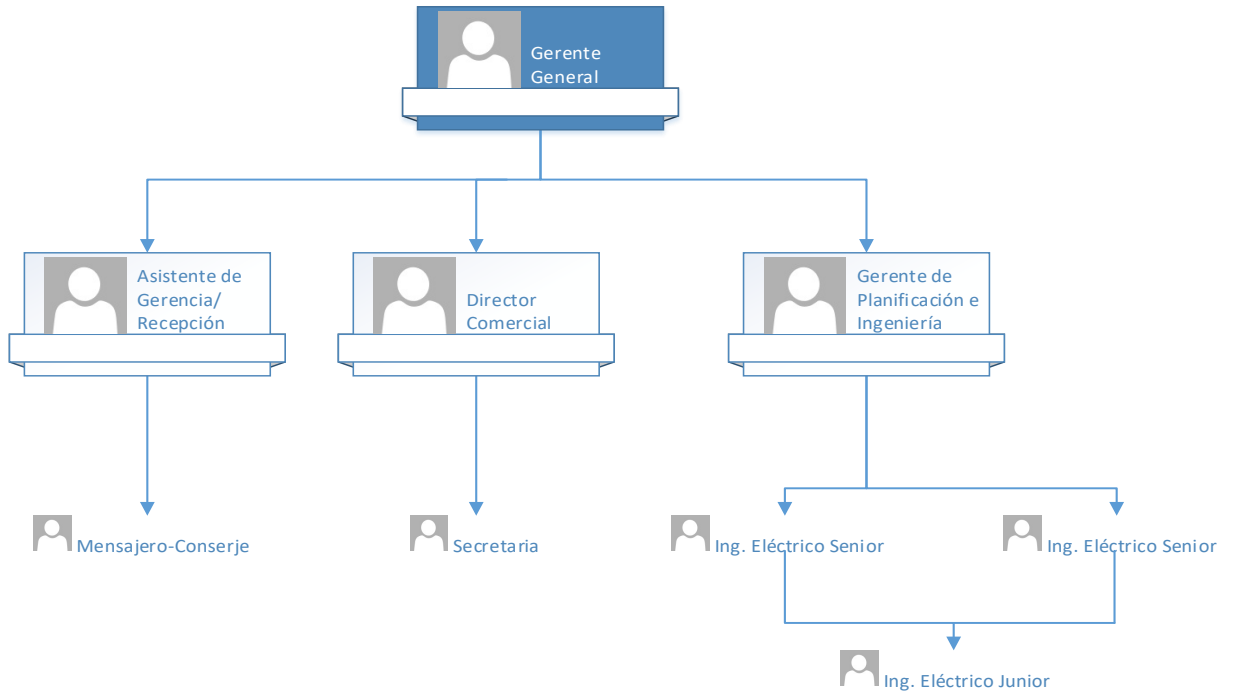 Gerente
General
Asistente de
Gerencia/
Recepción
Director
Comercial
Gerente de
Planificación e
Ingeniería
Mensajero-Conserje
Secretaria
Ing. Eléctrico Senior
Ing. Eléctrico Senior
Ing. Eléctrico Junior